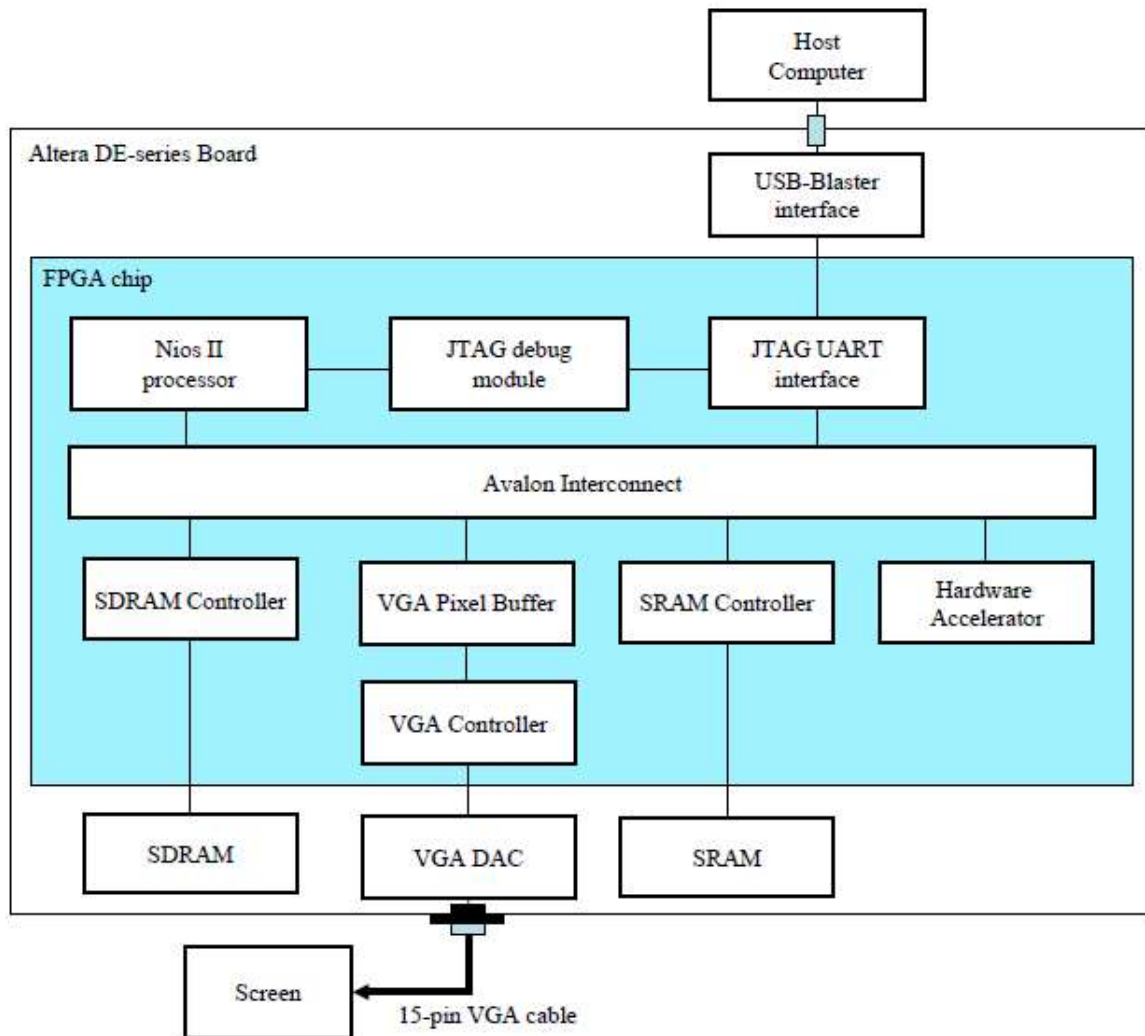 Host
Computer
Altera DE-series Board
USB-Blaster
interface
FPGA chip
Nios II
processor
JTAG debug
module
JTAG UART
interface
Avalon Interconnect
SDRAM Controller
VGA Pixel Buffer
SRAM Controller
Hardware
Accelerator
VGA Controller
SDRAM
VGA DAC
SRAM
Screen
15-pin VGA cable